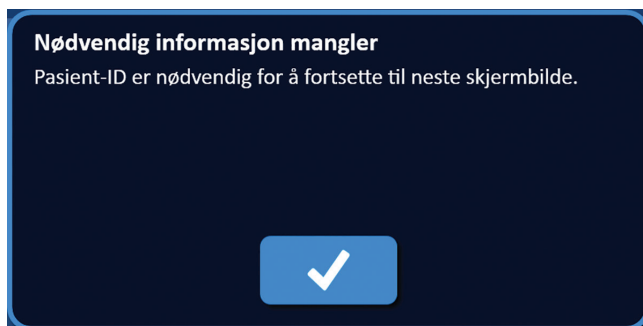 Nødvendig informasjon mangler
Pasient-ID er nødvendig for å fortsette til neste skjermbilde.